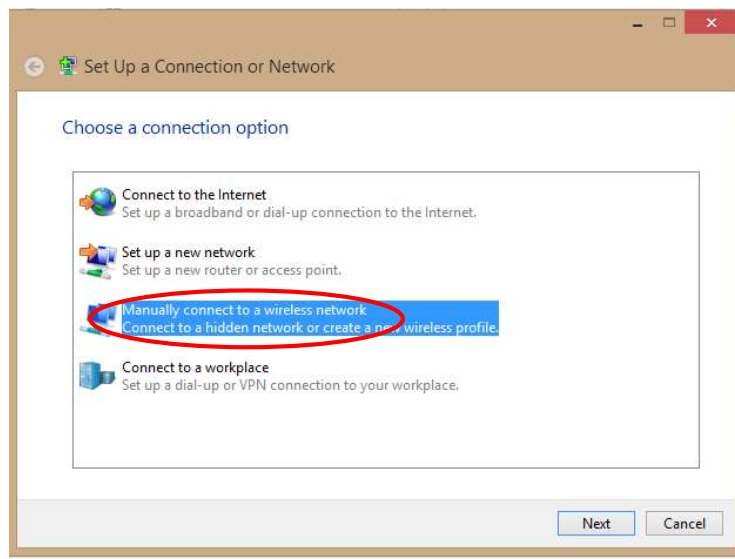 Set Up a Connection or Network
Choose a connection option
Connect to the Internet
Set up a broadband or dial-up connection to the Internet.
Set up a new network
Set up a new router or access point.
Manually connect to a wireless network
Connect to a hidden network or create a new wireless profile.
Connect to a workplace
Set up a dial-up or VPN connection to your workplace.
Next Cancel